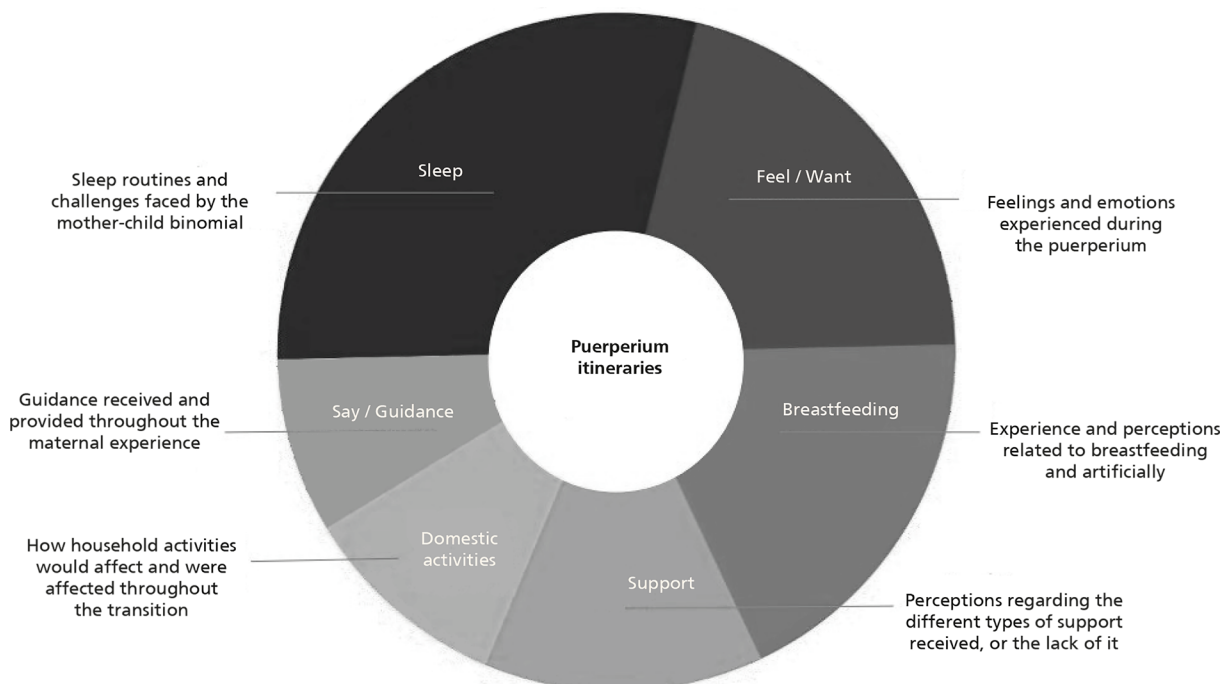 Sleep
Sleep routines and
challenges faced by the
mother-child binomial
Feel / Want
Feelings and emotions
experienced during
the puerperium
Puerperium
itineraries
Say / Guidance
Guidance received and
provided throughout the
maternal experience
Breastfeeding
Experience and perceptions
related to breastfeeding
and artificially
Domestic
activities
How household activities
would affect and were
affected throughout
the transition
Support
Perceptions regarding the
different types of support
received, or the lack of it